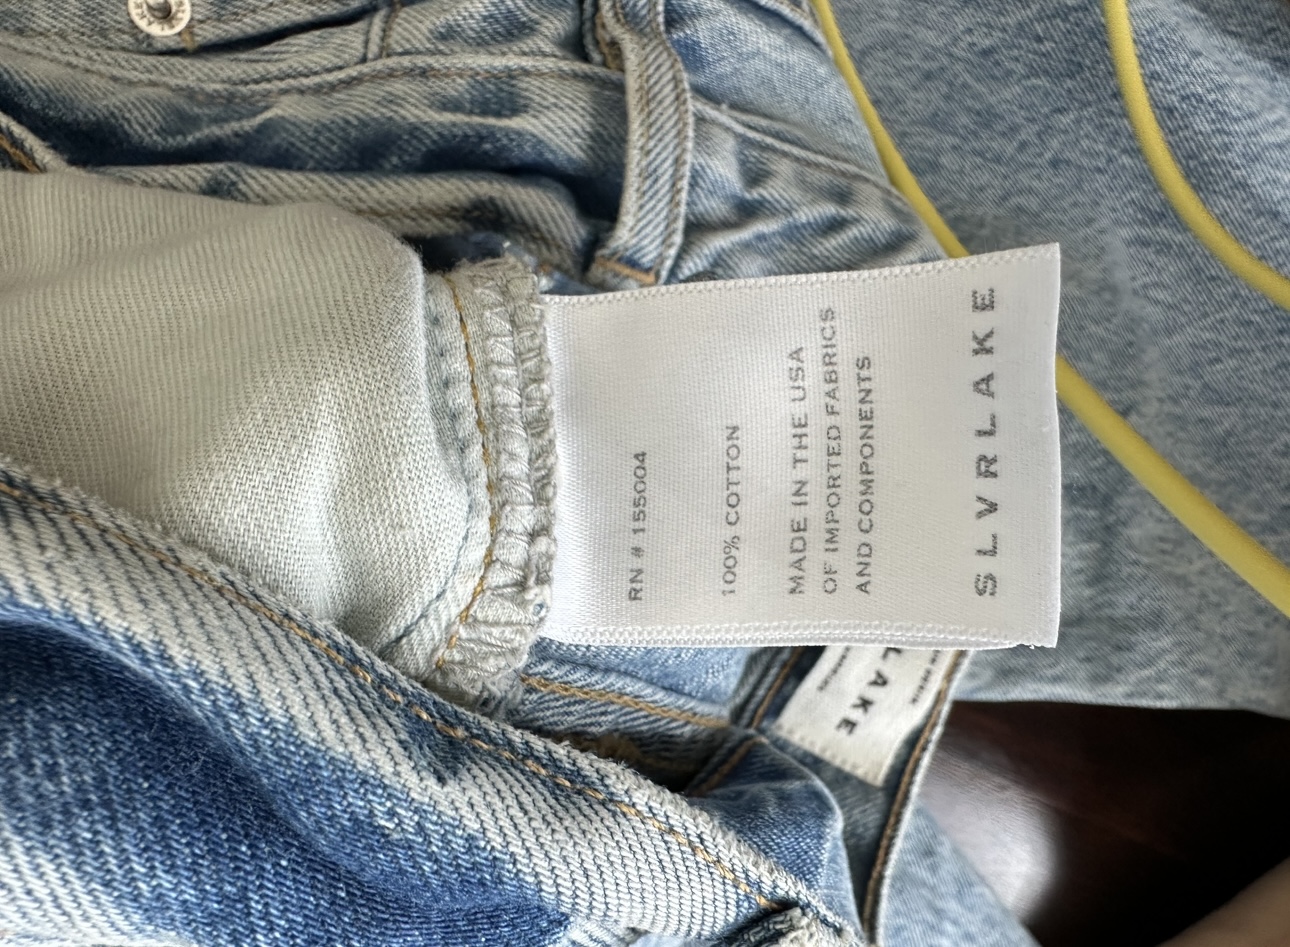 RN # 155004
100% COTTON
MADE IN THE USA
OF IMPORTED FABRICS
AND COMPONENTS
SLVRLAKE
LAKE